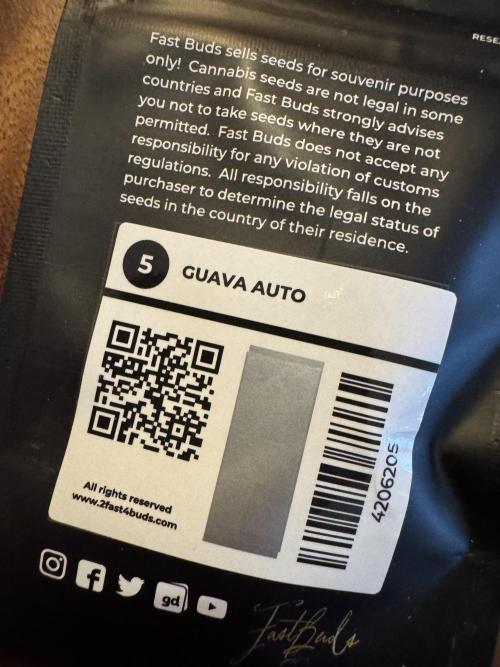 RESE
Fast Buds sells seeds for souvenir purposes
only! Cannabis seeds are not legal in some
countries and Fast Buds strongly advises
you not to take seeds where they are not
permitted. Fast Buds does not accept any
responsibility for any violation of customs
regulations. All responsibility falls on the
purchaser to determine the legal status of
seeds in the country of their residence.
5 GUAVA AUTO
4206205
All rights reserved
www.2fast4buds.com
gd
FastBuds